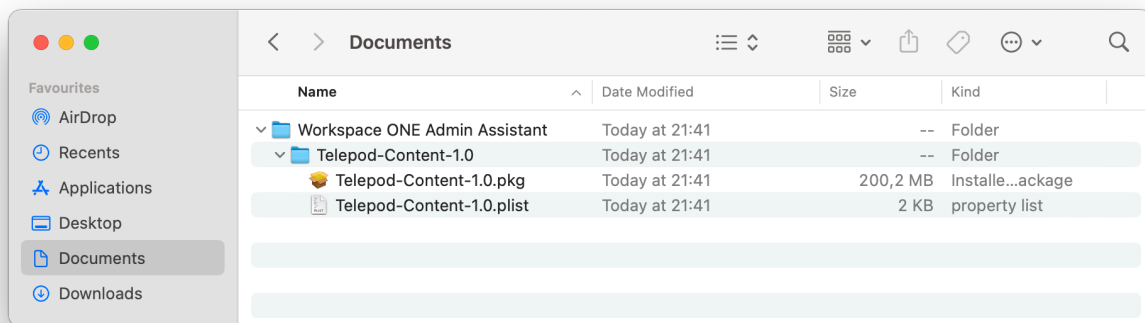 Documents
Favourites
AirDrop
Recents
Applications
Desktop
Documents
Downloads
Name Date Modified Size Kind
Workspace ONE Admin Assistant Today at 21:41 -- Folder
Telepod-Content-1.0 Today at 21:41 -- Folder
Telepod-Content-1.0.pkg Today at 21:41 200,2 MB Installe...ackage
Telepod-Content-1.0.plist Today at 21:41 2 KB property list